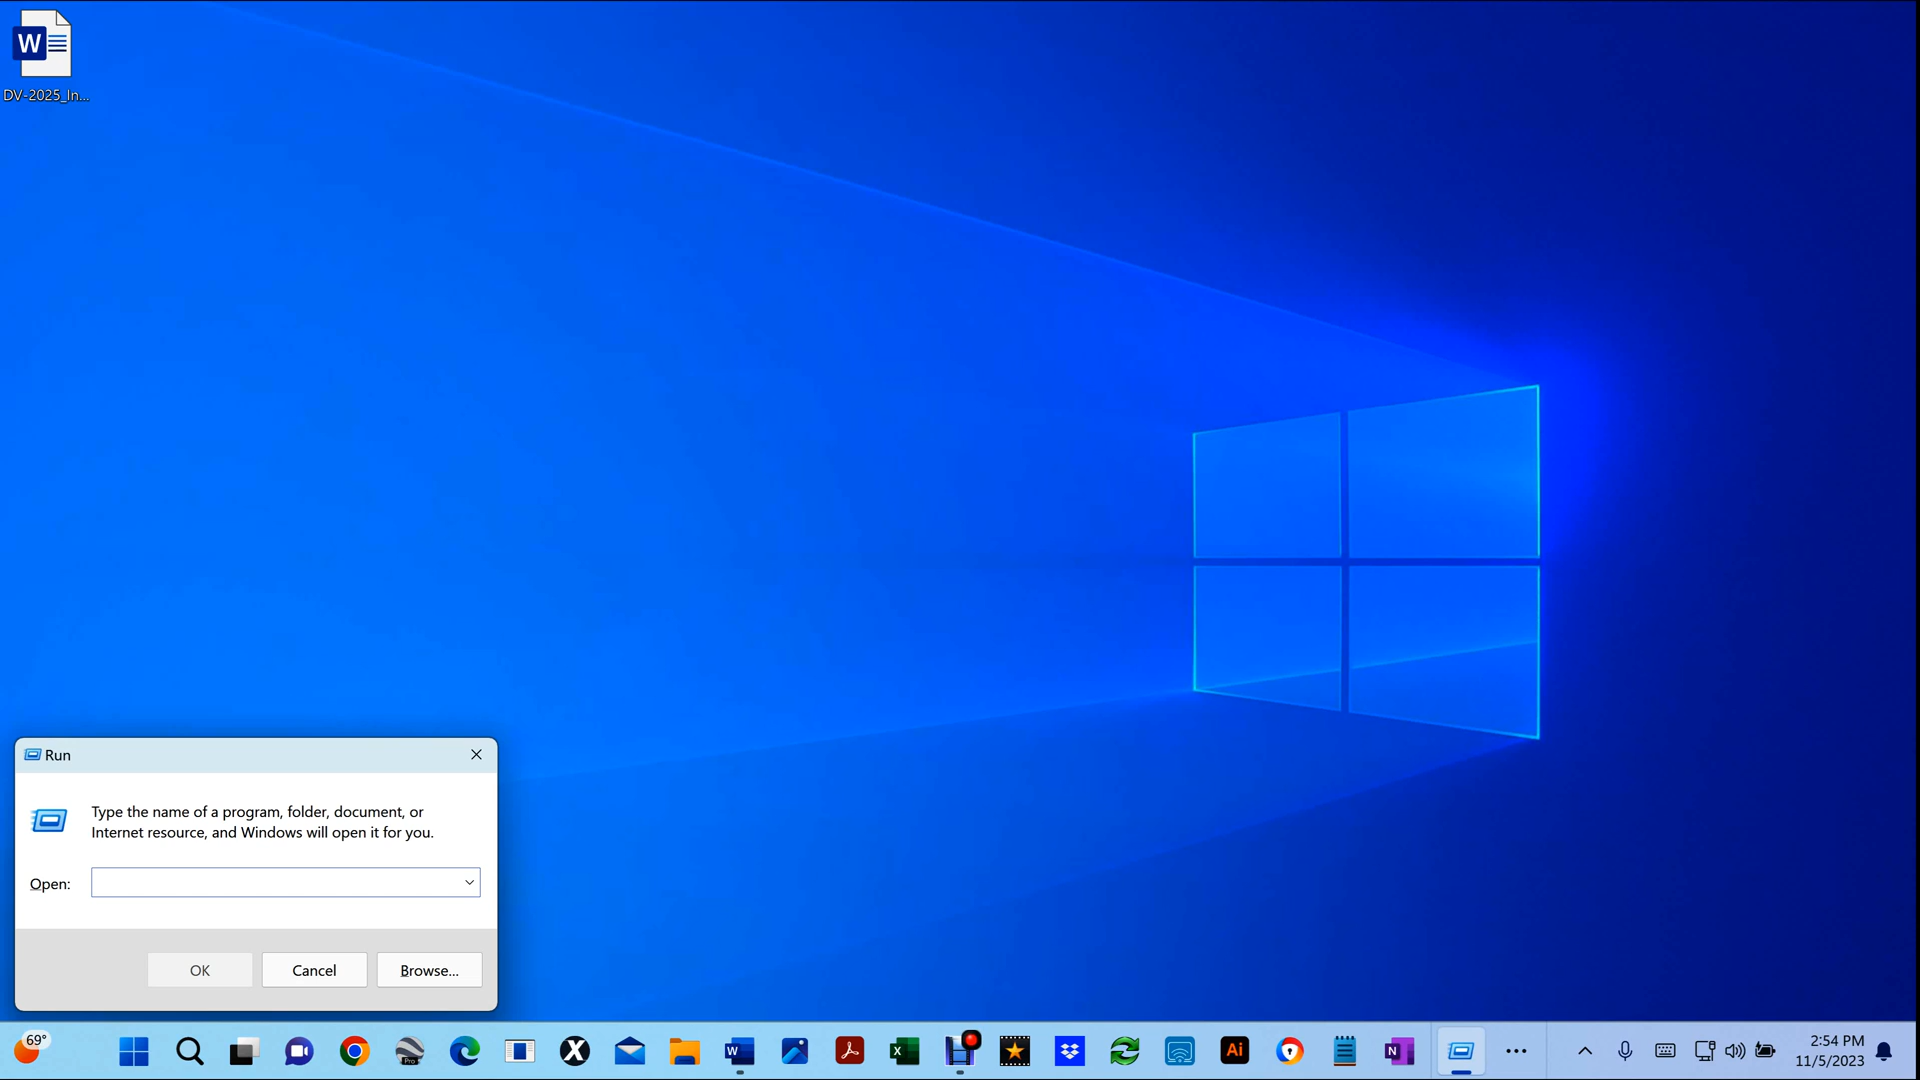 W
DV-2025_In...
Run
Type the name of a program, folder, document, or
Internet resource, and Windows will open it for you.
Open:
OK
Cancel
Browse...
69°
Pro
X
W
X
Ai
N
2:54 PM
11/5/2023